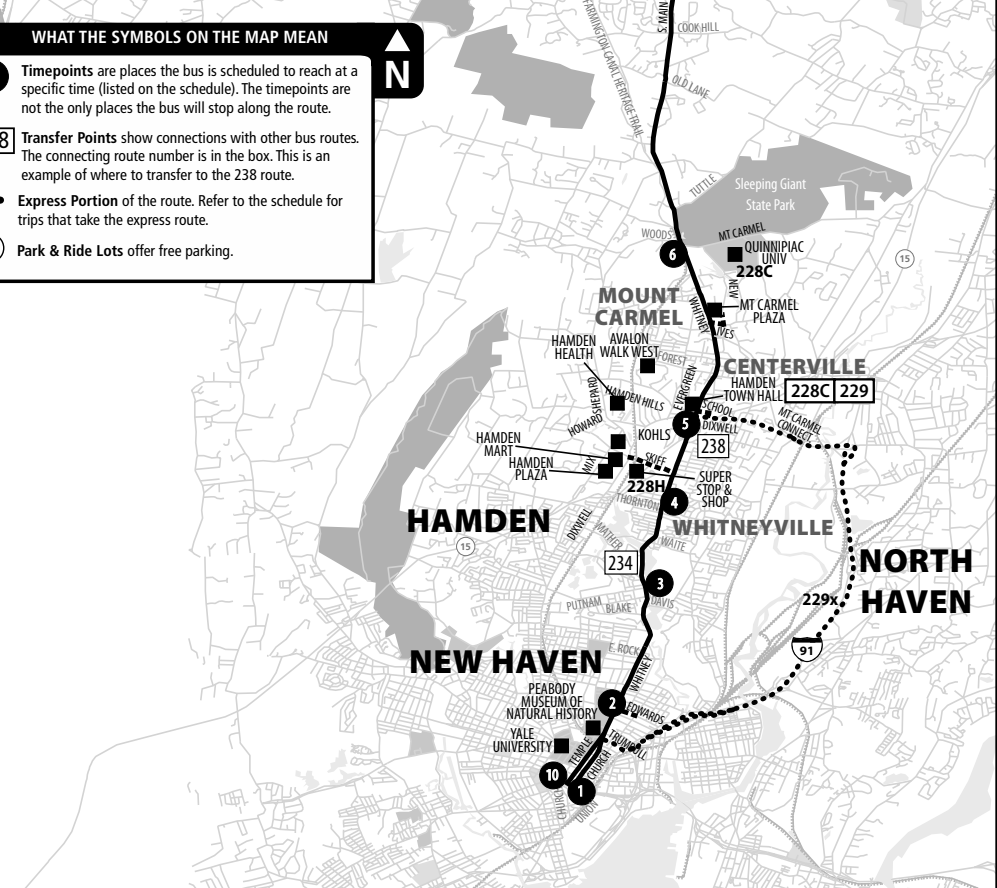 WHAT THE SYMBOLS ON THE MAP MEAN
N
Timepoints are places the bus is scheduled to reach at a
specific time (listed on the schedule). The timepoints are
not the only places the bus will stop along the route.
8
Transfer Points show connections with other bus routes.
The connecting route number is in the box. This is an
example of where to transfer to the 238 route.
Express Portion of the route. Refer to the schedule for
trips that take the express route.
Park & Ride Lots offer free parking.
S. MAIN
COOK HILL
FARMINGTON CANAL HERITAGE TRAIL
OLD LANE
TUTTLE
Sleeping Giant
State Park
WOODS
MT CARMEL
6
QUINNIPIAC
UNIV
228C
15
NEW
MOUNT
CARMEL
WHITNEY
MT CARMEL
PLAZA
IVES
HAMDEN
HEALTH
AVALON
WALK WEST
FOREST
CENTERVILLE
EVERGREEN
HAMDEN
TOWN HALL
228C
229
SHEPARD
HAMDEN HILLS
HOWARD
SCHOOL
DIXWELL
MT CARMEL
CONNECT
5
238
KOHLS
HAMDEN
MART
SKIFF
HAMDEN
PLAZA
MIX
228H
SUPER
STOP &
SHOP
THORNTON
4
HAMDEN
DIXWELL
WHITNEYVILLE
MATHER
WAITE
15
234
3
NORTH
HAVEN
229x
DAVIS
PUTNAM
BLAKE
91
E. ROCK
NEW HAVEN
WHITNEY
PEABODY
MUSEUM OF
NATURAL HISTORY
2
EDWARDS
YALE
UNIVERSITY
TEMPLE
TRUMBULL
CHURCH
10
1
CHURCH
UNION